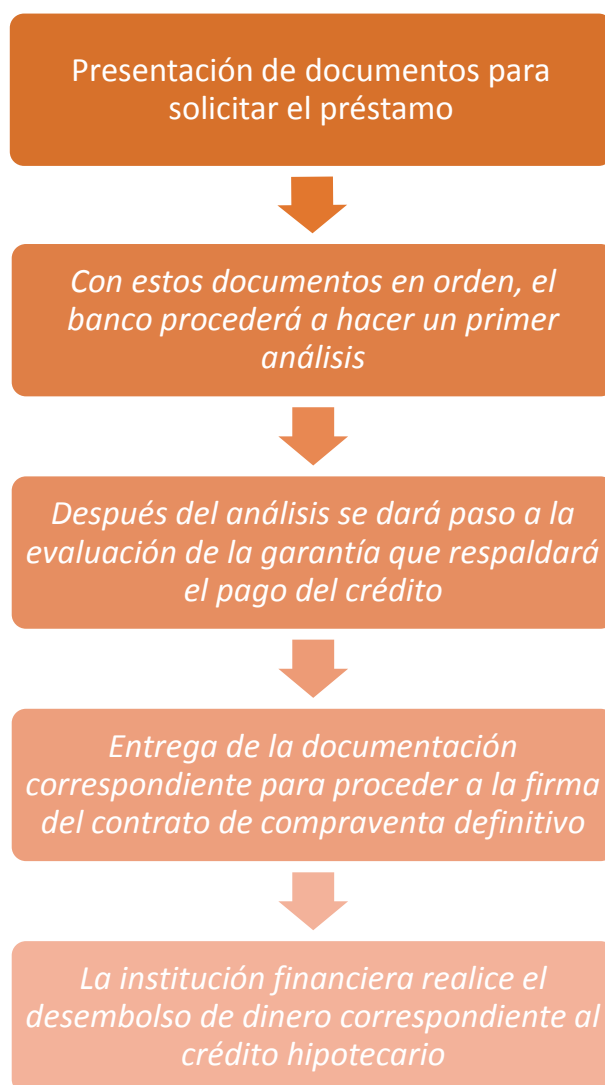 Presentación de documentos para
solicitar el préstamo
Con estos documentos en orden, el
banco procederá a hacer un primer
análisis
Después del análisis se dará paso a la
evaluación de la garantía que respaldará
el pago del crédito
Entrega de la documentación
correspondiente para proceder a la firma
del contrato de compraventa definitivo
La institución financiera realice el
desembolso de dinero correspondiente al
crédito hipotecario